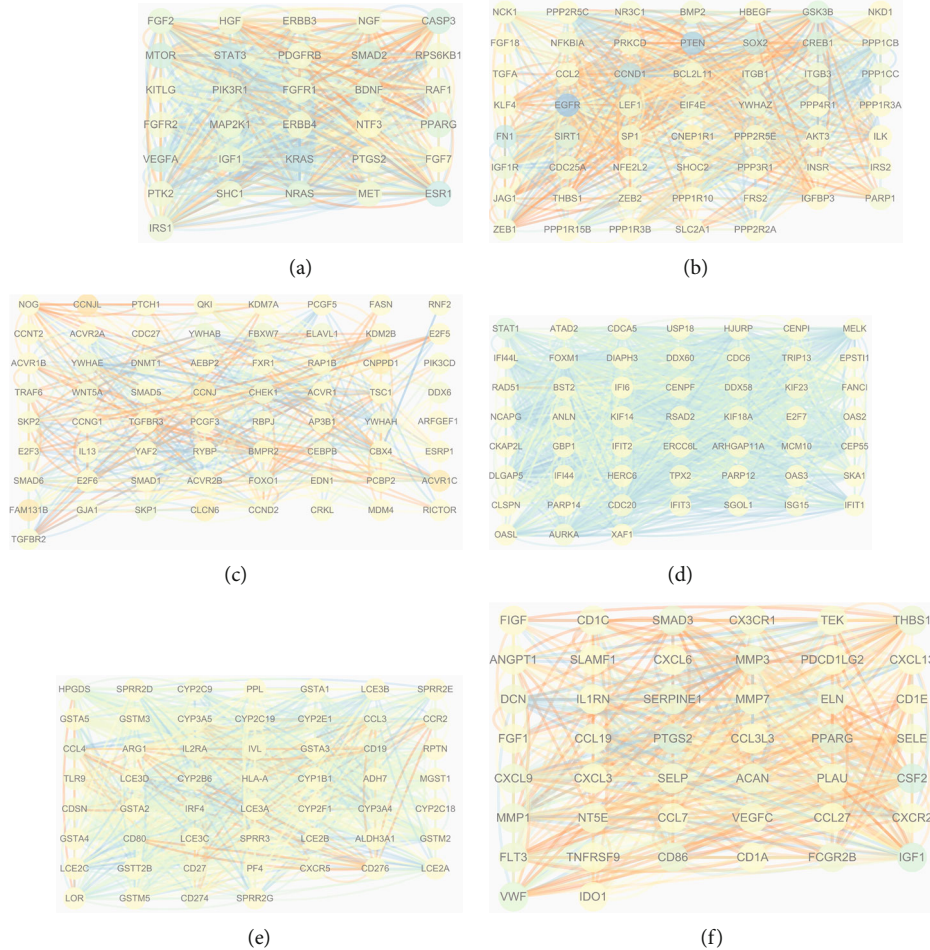 FGF2 HGF ERBB3 NGF CASP3
MTOR STAT3 PDGFRB SMAD2 RPS6KB1
KITLG PIK3R1 FGFR1 BDNF RAF1
FGFR2 MAP2K1 ERBB4 NTF3 PPARG
VEGFA IGF1 KRAS PTGS2 FGF7
PTK2 SHC1 NRAS MET ESR1
IRS1
(a)
NCK1 PPP2R5C NR3C1 BMP2 HBEGF GSK3B NKD1
FGF18 NFKBIA PRKCD PTEN SOX2 CREB1 PPP1CB
TGFA CCL2 CCND1 BCL2L11 ITGB1 ITGB3 PPP1CC
KLF4 EGFR LEF1 EIF4E YWHAZ PPP4R1 PPP1R3A
FN1 SIRT1 SP1 CNEP1R1 PPP2R5E AKT3 ILK
IGF1R CDC25A NFE2L2 SHOC2 PPP3R1 INSR IRS2
JAG1 THBS1 ZEB2 PPP1R10 FRS2 IGFBP3 PARP1
ZEB1 PPP1R15B PPP1R3B SLC2A1 PPP2R2A
(b)
NOG CCNJL PTCH1 QKI KDM7A PCGF5 FASN RNF2
CCNT2 ACVR2A CDC27 YWHAB FBXW7 ELAVL1 KDM2B E2F5
ACVR1B YWHAE DNMT1 AEBP2 FXR1 RAP1B CNPPD1 PIK3CD
TRAF6 WNT5A SMAD5 CCNJ CHEK1 ACVR1 TSC1 DDX6
SKP2 CCNG1 TGFBR3 PCGF3 RBPJ AP3B1 YWHAH ARFGEF1
E2F3 IL13 YAF2 RYBP BMPR2 CEBPB CBX4 ESRP1
SMAD6 E2F6 SMAD1 ACVR2B FOXO1 EDN1 PCBP2 ACVR1C
FAM131B GJA1 SKP1 CLCN6 CCND2 CRKL MDM4 RICTOR
TGFBR2
(c)
STAT1 ATAD2 CDCA5 USP18 HJURP CENPI MELK
IFI44L FOXM1 DIAPH3 DDX60 CDC6 TRIP13 EPSTI1
RAD51 BST2 IFI6 CENPF DDX58 KIF23 FANCI
NCAPG ANLN KIF14 RSAD2 KIF18A E2F7 OAS2
CKAP2L GBP1 IFIT2 ERCC6L ARHGAP11A MCM10 CEP55
DLGAP5 IFI44 HERC6 TPX2 PARP12 OAS3 SKA1
CLSPN PARP14 CDC20 IFIT3 SGOL1 ISG15 IFIT1
OASL AURKA XAF1
(d)
HPGDS SPRR2D CYP2C9 PPL GSTA1 LCE3B SPRR2E
GSTA5 GSTM3 CYP3A5 CYP2C19 CYP2E1 CCL3 CCR2
CCL4 ARG1 IL2RA IVL GSTA3 CD19 RPTN
TLR9 LCE3D CYP2B6 HLA-A CYP1B1 ADH7 MGST1
CDSN GSTA2 IRF4 LCE3A CYP2F1 CYP3A4 CYP2C18
GSTA4 CD80 LCE3C SPRR3 LCE2B ALDH3A1 GSTM2
LCE2C GSTT2B CD27 PF4 CXCR5 CD276 LCE2A
LOR GSTM5 CD274 SPRR2G
(e)
FIGF CD1C SMAD3 CX3CR1 TEK THBS1
ANGPT1 SLAMF1 CXCL6 MMP3 PDCD1LG2 CXCL13
DCN IL1RN SERPINE1 MMP7 ELN CD1E
FGF1 CCL19 PTGS2 CCL3L3 PPARG SELE
CXCL9 CXCL3 SELP ACAN PLAU CSF2
MMP1 NT5E CCL7 VEGFC CCL27 CXCR2
FLT3 TNFRSF9 CD86 CD1A FCGR2B IGF1
VWF IDO1
(f)